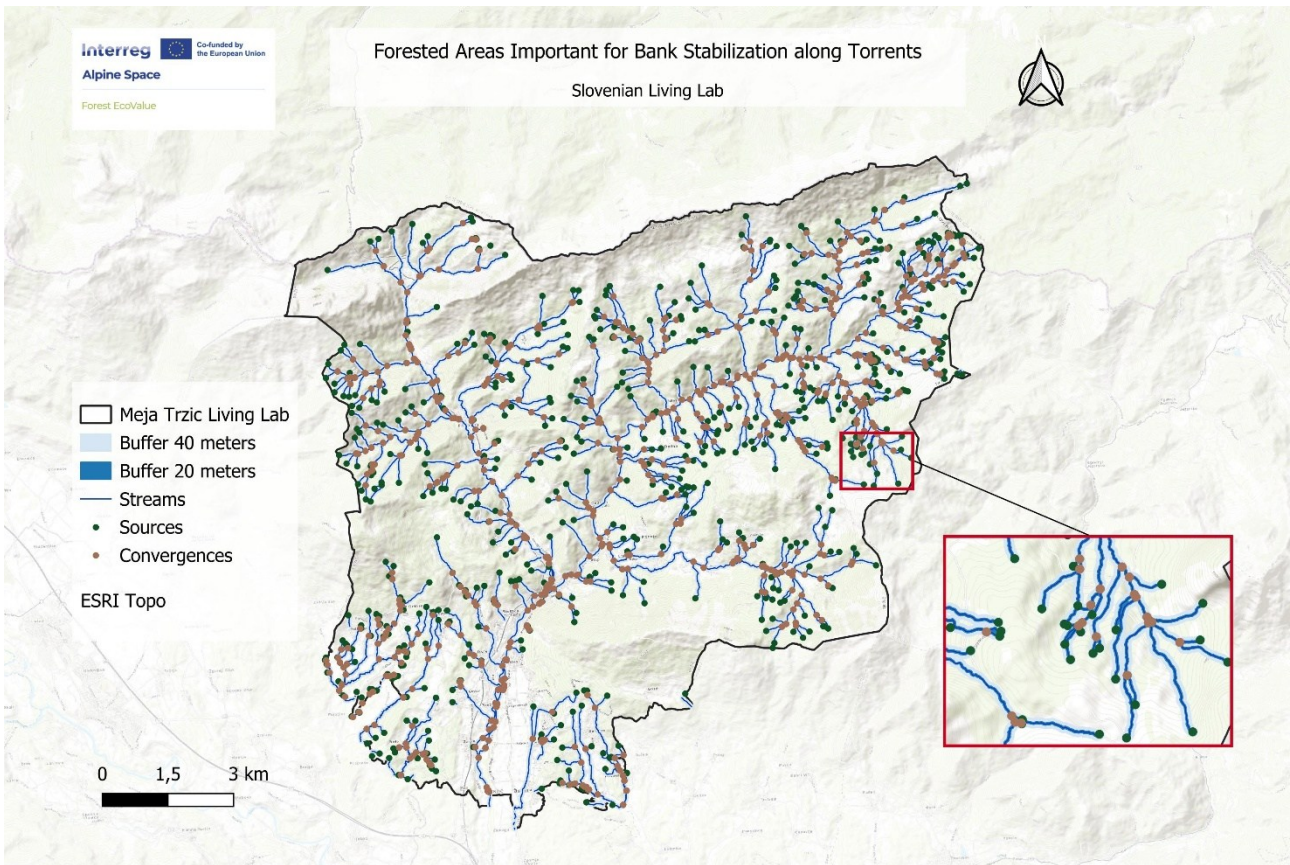 Interreg
Co-funded by
the European Union
Alpine Space
Forest EcoValue
Forested Areas Important for Bank Stabilization along Torrents
Slovenian Living Lab
Meja Trzic Living Lab
Buffer 40 meters
Buffer 20 meters
Streams
Sources
Convergences
ESRI Topo
0 1,5 3 km